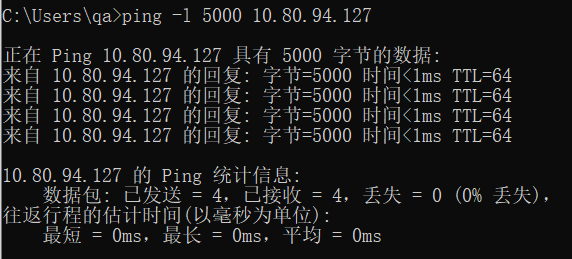 C:\Users\qa>ping -l 5000 10.80.94.127
正在 Ping 10.80.94.127 具有 5000 字节的数据:
来自 10.80.94.127 的回复: 字节=5000 时间<1ms TTL=64
来自 10.80.94.127 的回复: 字节=5000 时间<1ms TTL=64
来自 10.80.94.127 的回复: 字节=5000 时间<1ms TTL=64
来自 10.80.94.127 的回复: 字节=5000 时间<1ms TTL=64
10.80.94.127 的 Ping 统计信息:
数据包: 已发送 = 4，已接收 = 4，丢失 = 0 (0% 丢失)，
往返行程的估计时间(以毫秒为单位):
最短 = 0ms，最长 = 0ms，平均 = 0ms